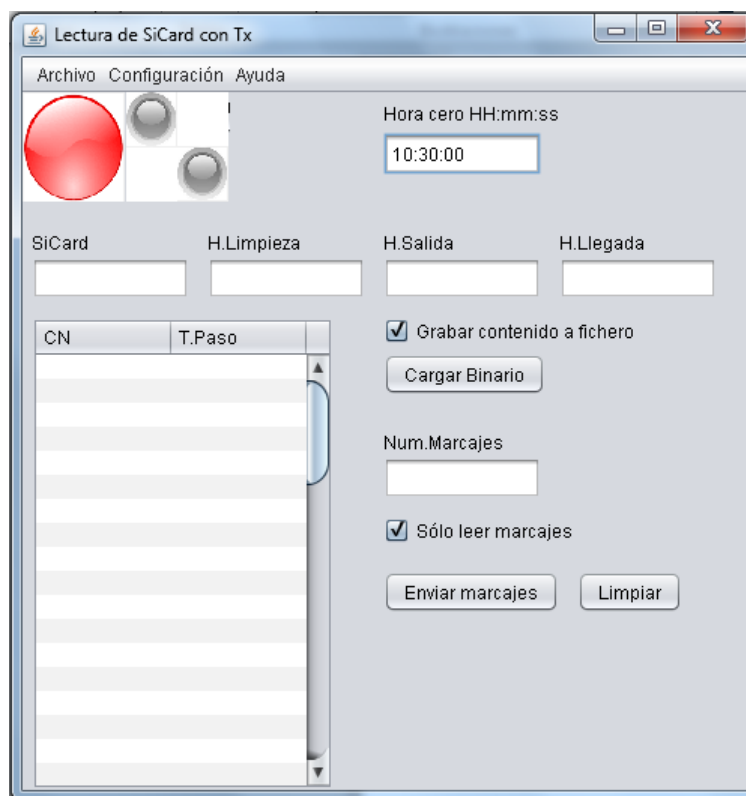 Lectura de SiCard con Tx
Archivo Configuración Ayuda
Hora cero HH:mm:ss
10:30:00
SiCard H.Limpieza H.Salida H.Llegada
CN T.Paso
Grabar contenido a fichero
Cargar Binario
Num.Marcajes
Sólo leer marcajes
Enviar marcajes Limpiar